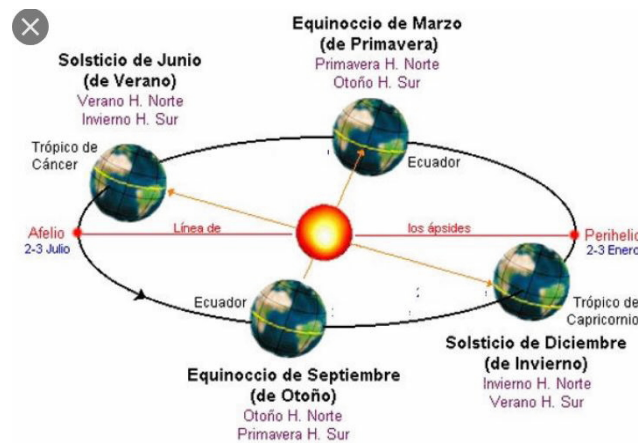 Equinoccio de Marzo
(de Primavera)
Primavera H. Norte
Otoño H. Sur
Solsticio de Junio
(de Verano)
Verano H. Norte
Invierno H. Sur
Trópico de
Cáncer
Ecuador
Afelio
2-3 Julio
Línea de
los ápsides
Perihelio
2-3 Enero
Ecuador
Trópico de
Capricornio
Solsticio de Diciembre
(de Invierno)
Invierno H. Norte
Verano H. Sur
Equinoccio de Septiembre
(de Otoño)
Otoño H. Norte
Primavera H. Sur